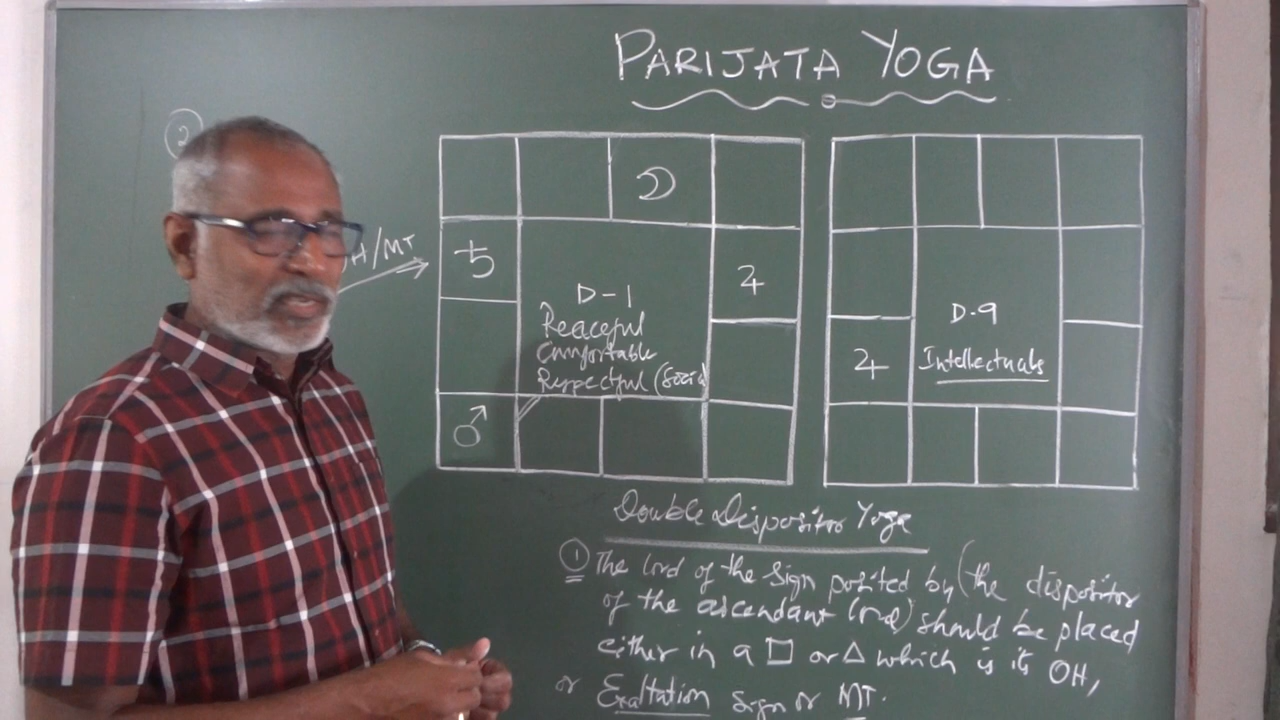 PARIJATA YOGA
2
H/MT
D-1
Peaceful
Comfortable
Respectful (Social
D-9
Intellectuals
Double Dispositor Yoga
① The lord of the sign posited by (the dispositor
of the ascendant should be placed
either in a □ or △ which is its OH,
or Exaltation sign or MT.